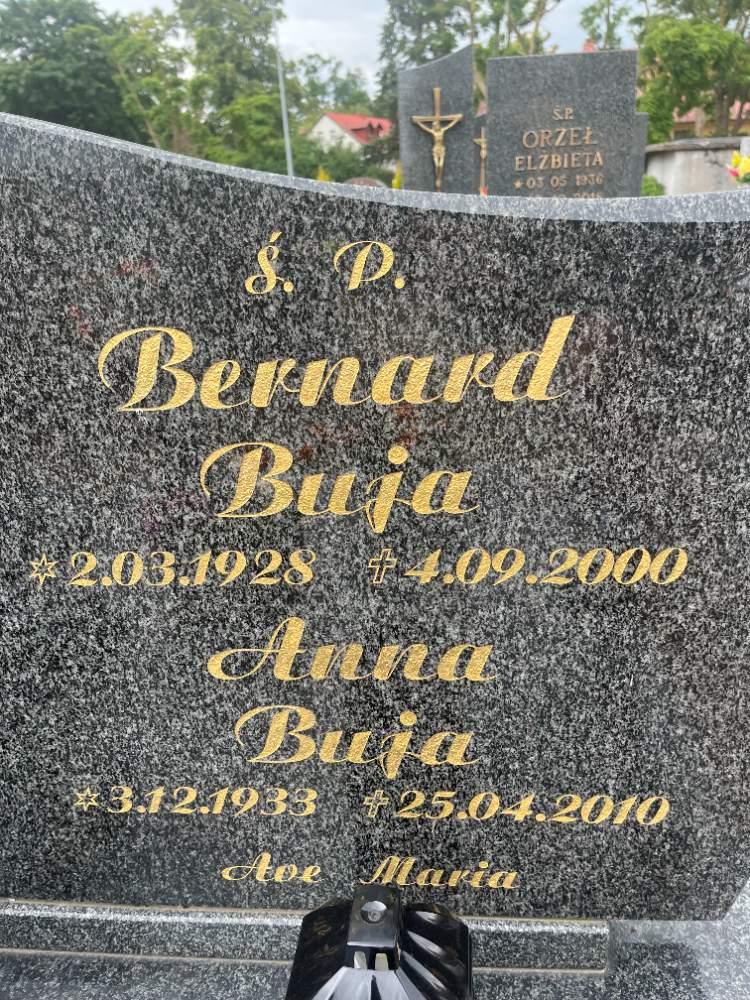 Ś.P.
ORZEŁ
ELŻBIETA
* 03 05 1936
Ś. P.
Bernard
Buja
✡ 2.03.1928 ✝ 4.09.2000
Anna
Buja
✡ 3.12.1933 ✝ 25.04.2010
Ave Maria